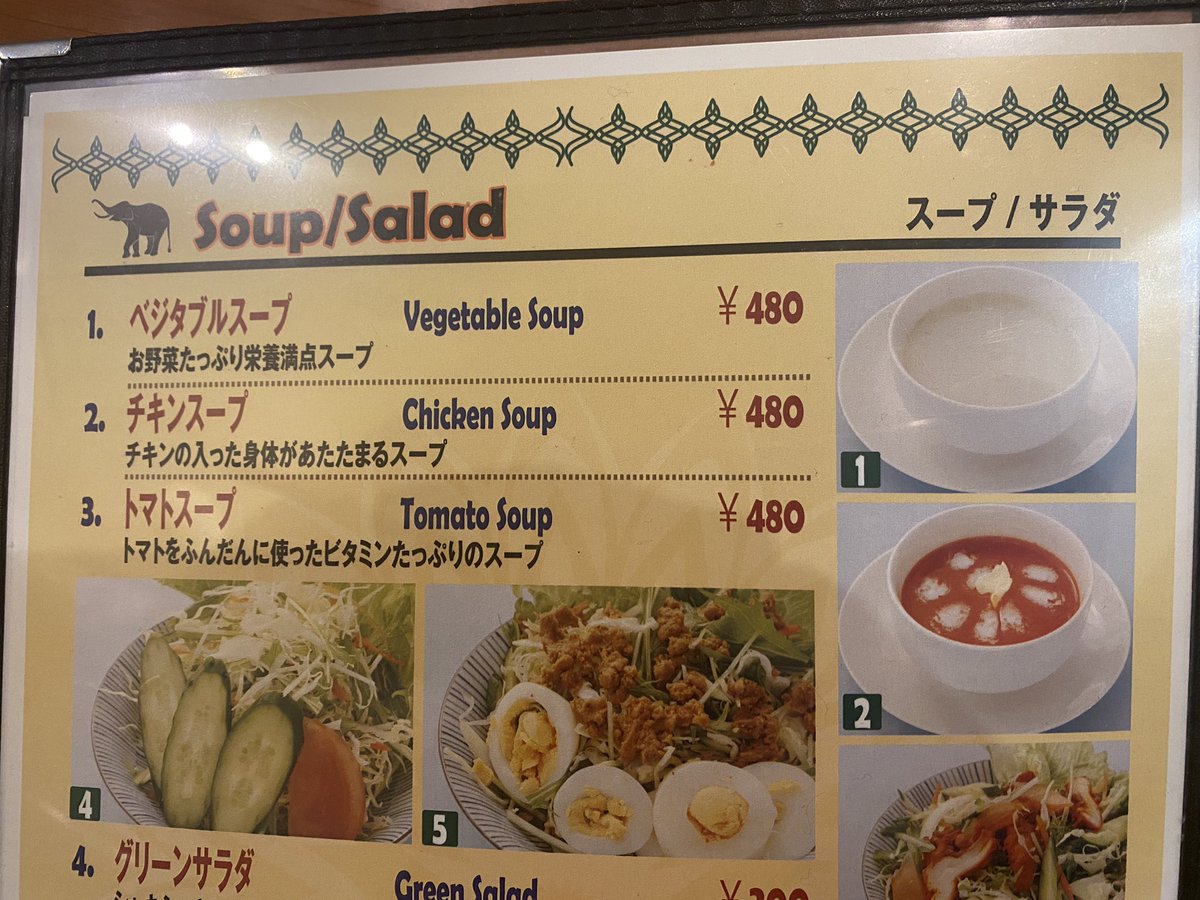 Soup/Salad スープ / サラダ
1. ベジタブルスープ Vegetable Soup ¥480
お野菜たっぷり栄養満点スープ
2. チキンスープ Chicken Soup ¥480
チキンの入った身体があたたまるスープ
3. トマトスープ Tomato Soup ¥480
トマトをふんだんに使ったビタミンたっぷりのスープ
1
2
4
5
4. グリーンサラダ Green Salad